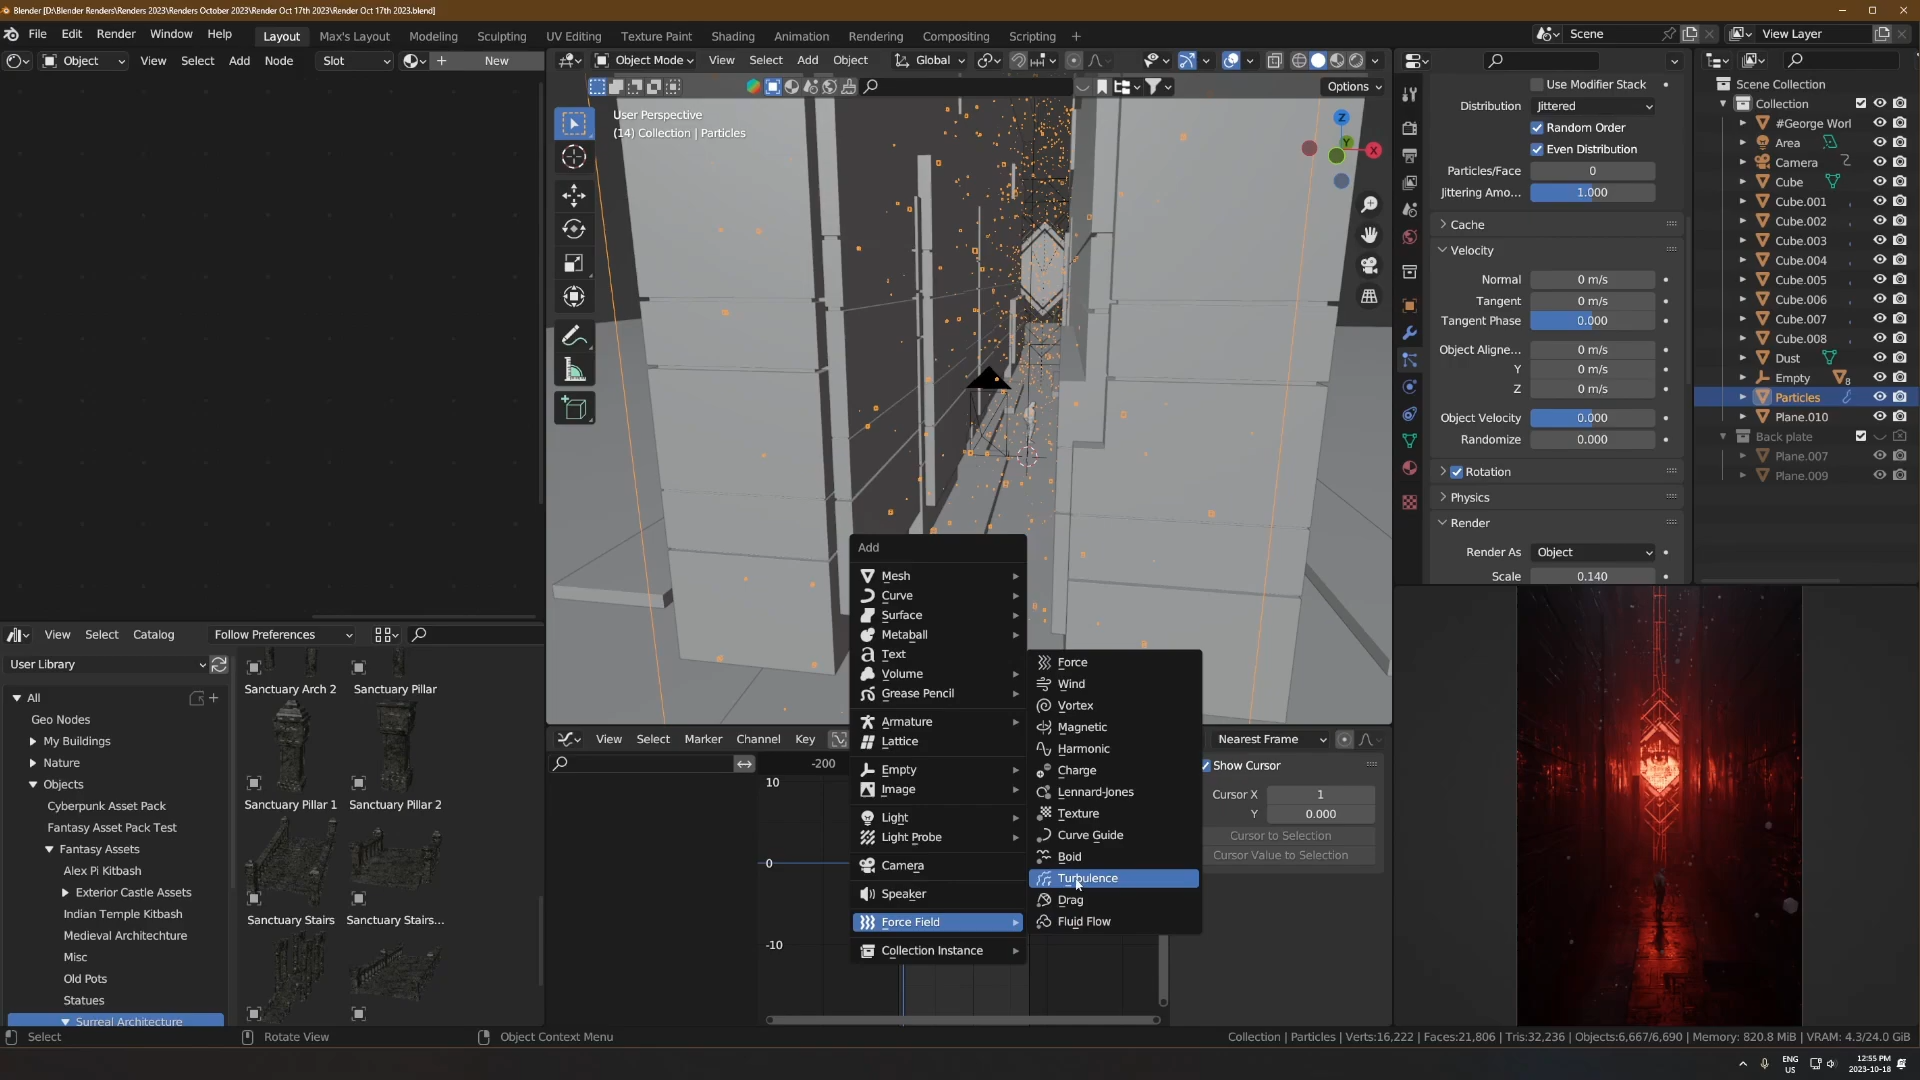 Blender [D:\Blender Renders\Renders 2023\Renders October 2023\Render Oct 17th 2023\Render Oct 17th 2023.blend]
File Edit Render Window Help Layout Max's Layout Modeling Sculpting UV Editing Texture Paint Shading Animation Rendering Compositing Scripting + Scene View Layer
Object View Select Add Node Slot New
Object Mode View Select Add Object Global
Options
User Perspective
(14) Collection | Particles
Z
Y
X
Use Modifier Stack
Distribution Jittered
Random Order
Even Distribution
Particles/Face 0
Jittering Amo... 1.000
Cache
Velocity
Normal 0 m/s
Tangent 0 m/s
Tangent Phase 0.000
Object Aligne... 0 m/s
Y 0 m/s
Z 0 m/s
Object Velocity 0.000
Randomize 0.000
Rotation
Physics
Render
Render As Object
Scale 0.140
Scene Collection
Collection
#George Worl
Area
Camera
Cube
Cube.001
Cube.002
Cube.003
Cube.004
Cube.005
Cube.006
Cube.007
Cube.008
Dust
Empty 8
Particles
Plane.010
Back plate
Plane.007
Plane.009
Add
Mesh
Curve
Surface
Metaball
Text
Volume
Grease Pencil
Armature
Lattice
Empty
Image
Light
Light Probe
Camera
Speaker
Force Field
Collection Instance
Force
Wind
Vortex
Magnetic
Harmonic
Charge
Lennard-Jones
Texture
Curve Guide
Boid
Turbulence
Drag
Fluid Flow
View Select Catalog Follow Preferences
User Library
All
Geo Nodes
My Buildings
Nature
Objects
Cyberpunk Asset Pack
Fantasy Asset Pack Test
Fantasy Assets
Alex Pi Kitbash
Exterior Castle Assets
Indian Temple Kitbash
Medieval Architechture
Misc
Old Pots
Statues
Surreal Architecture
Sanctuary Arch 2 Sanctuary Pillar
Sanctuary Pillar 1 Sanctuary Pillar 2
Sanctuary Stairs Sanctuary Stairs...
View Select Marker Channel Key Nearest Frame
-200
10
0
-10
Show Cursor
Cursor X 1
Y 0.000
Cursor to Selection
Cursor Value to Selection
Select Rotate View Object Context Menu Collection | Particles | Verts:16,222 | Faces:21,806 | Tris:32,236 | Objects:6,667/6,690 | Memory: 820.8 MiB | VRAM: 4.3/24.0 GiB
ENG
US
12:55 PM
2023-10-18